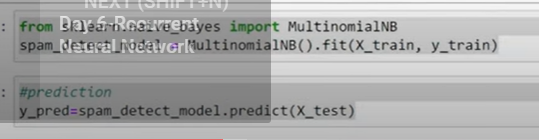 NEXT (SHIFT+N)
Day 6-Recurrent
Neural Network
from sklearn.naive_bayes import MultinomialNB
spam_detect_model = MultinomialNB().fit(X_train, y_train)
#prediction
y_pred=spam_detect_model.predict(X_test)